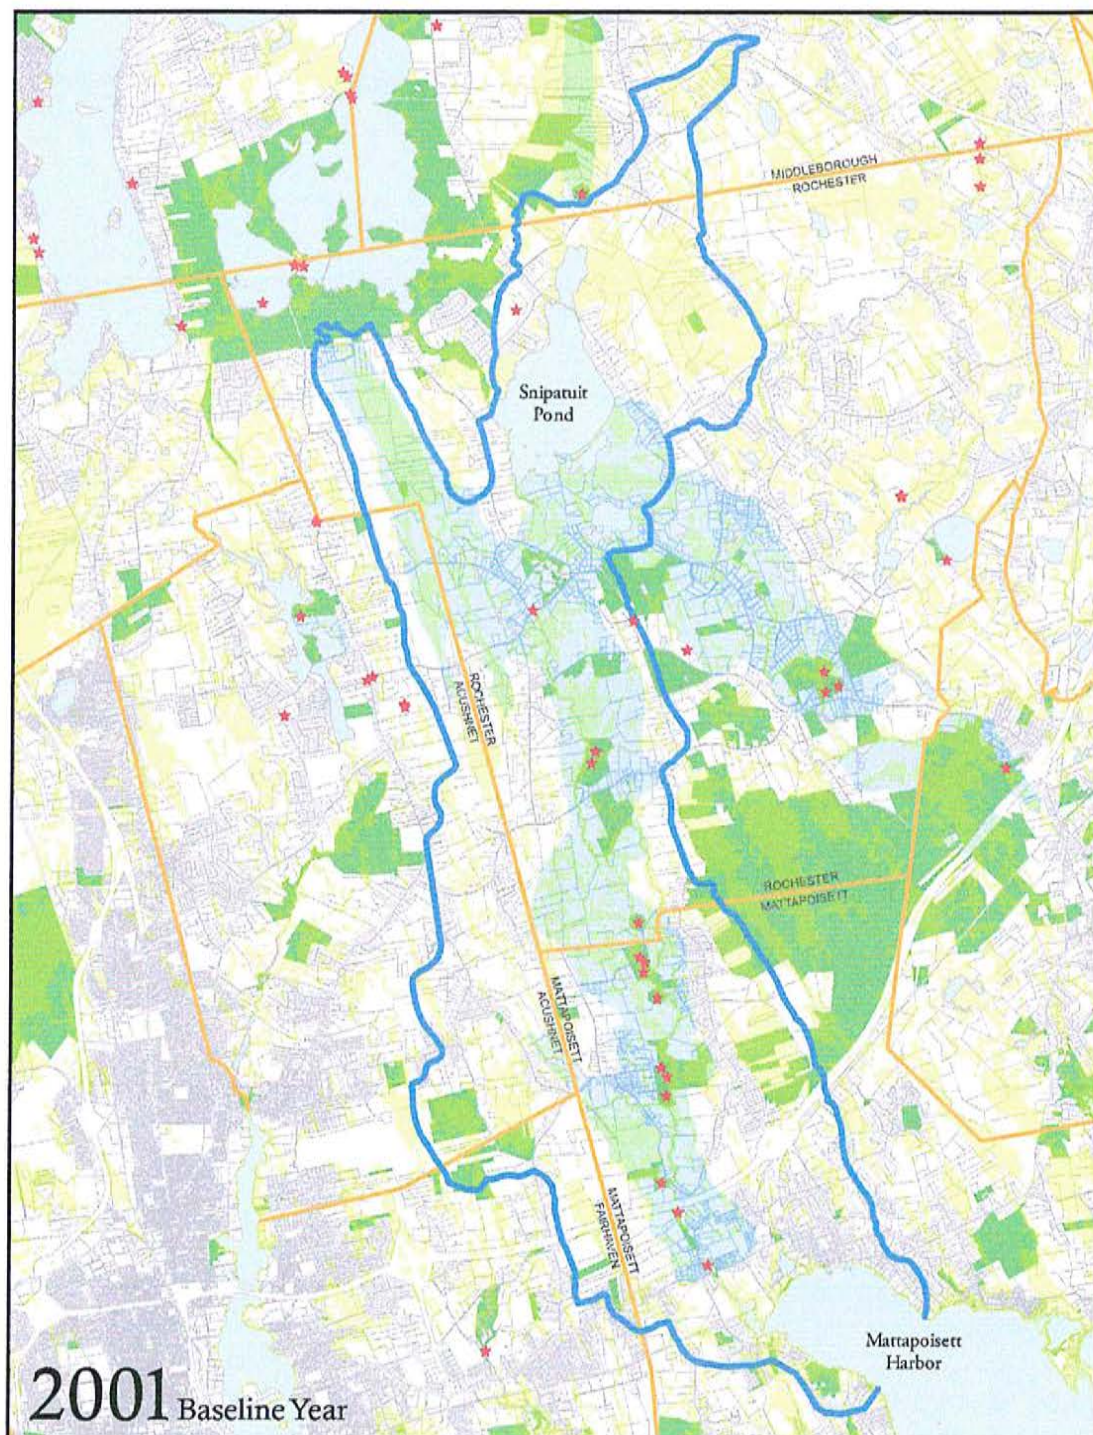 MIDDLEBOROUGH
ROCHESTER
Snipatuit
Pond
ROCHESTER
ACUSHNET
ROCHESTER
MATTAPOISETT
MATTAPOISETT
ACUSHNET
MATTAPOISETT
FAIRHAVEN
Mattapoisett
Harbor
2001 Baseline Year